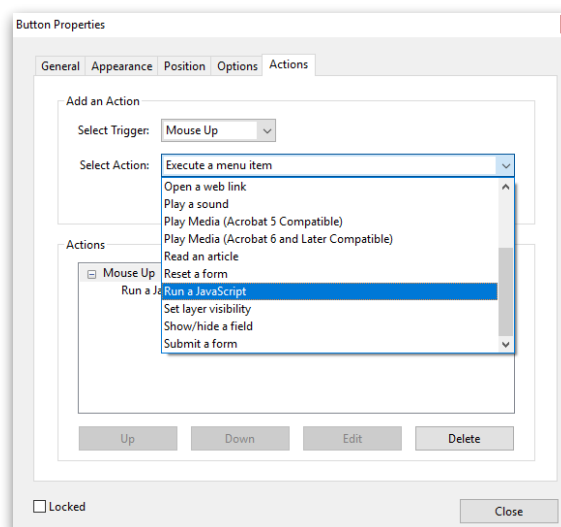 Button Properties
General Appearance Position Options Actions
Add an Action
Select Trigger: Mouse Up
Select Action: Execute a menu item
Open a web link
Play a sound
Play Media (Acrobat 5 Compatible)
Play Media (Acrobat 6 and Later Compatible)
Actions
Read an article
Mouse Up
Reset a form
Run a Ja
Run a JavaScript
Set layer visibility
Show/hide a field
Submit a form
Up Down Edit Delete
Locked
Close